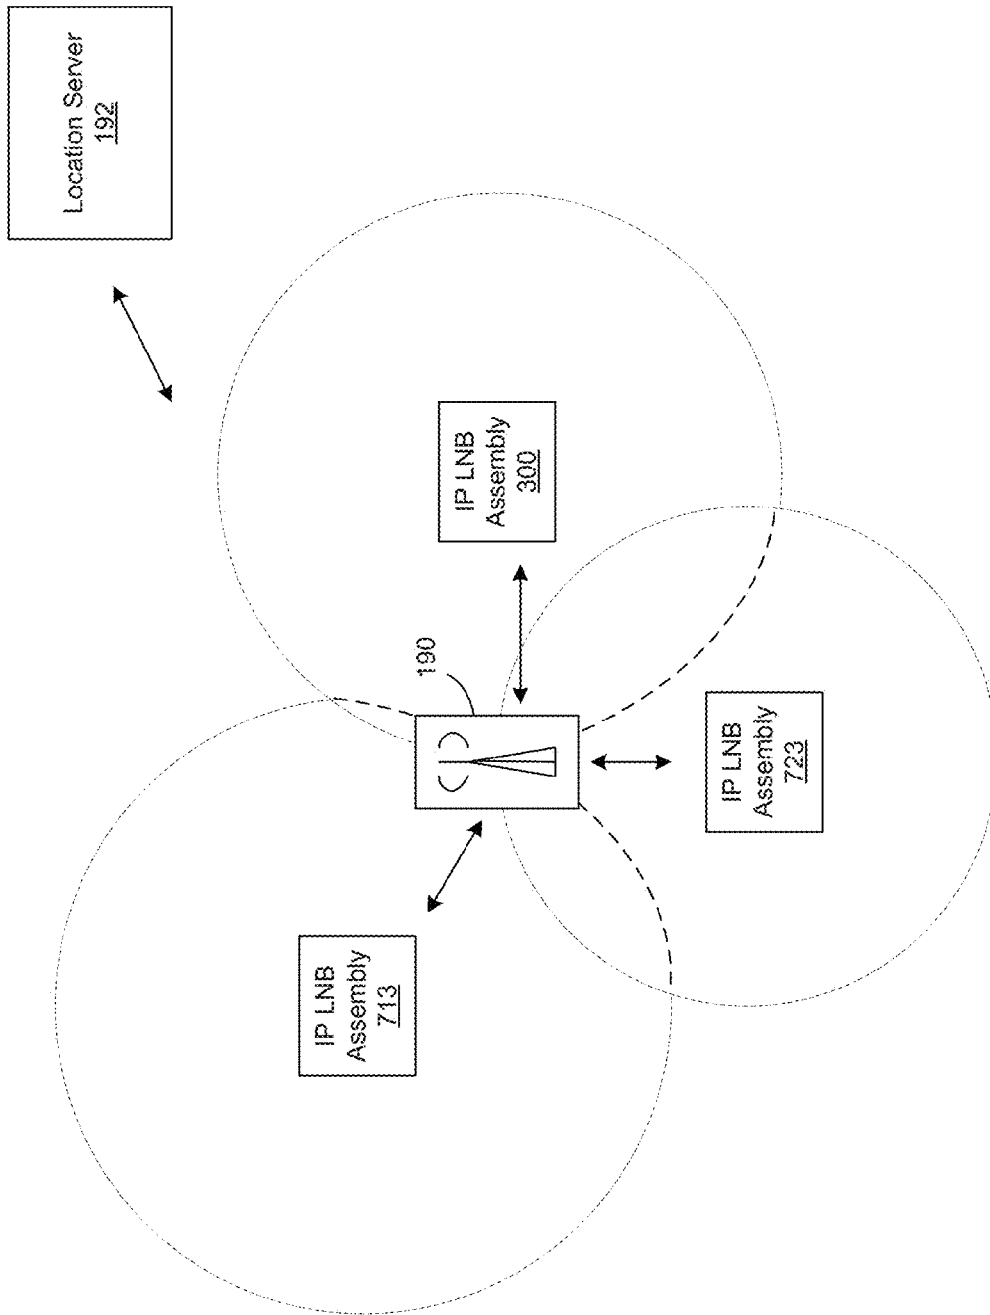 Location Server
192
IP LNB
Assembly
300
190
IP LNB
Assembly
723
IP LNB
Assembly
713